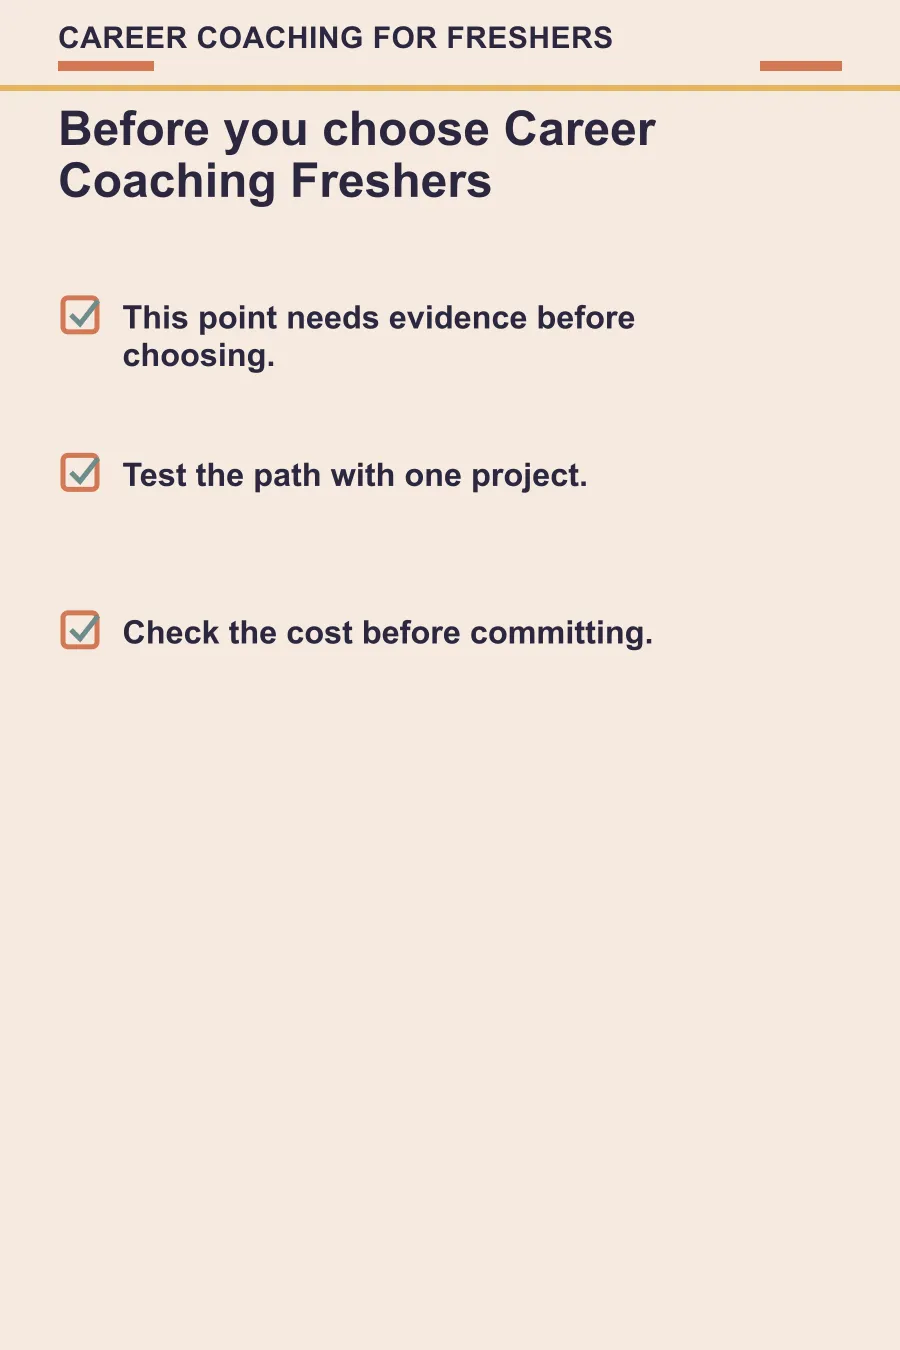 CAREER COACHING FOR FRESHERS
Before you choose Career
Coaching Freshers
This point needs evidence before
choosing.
Test the path with one project.
Check the cost before committing.